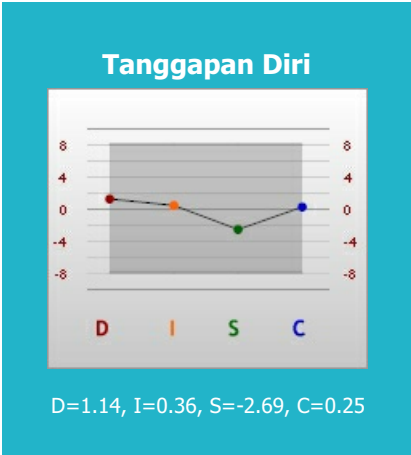 Tanggapan Diri
8 8
4 4
0 0
-4 -4
-8 -8
D I S C
D=1.14, I=0.36, S=-2.69, C=0.25